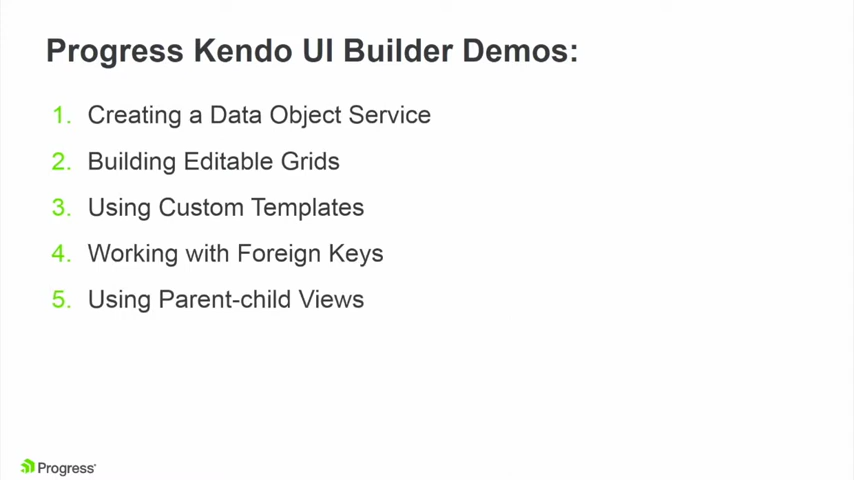 Progress Kendo UI Builder Demos:
1. Creating a Data Object Service
2. Building Editable Grids
3. Using Custom Templates
4. Working with Foreign Keys
5. Using Parent-child Views
Progress